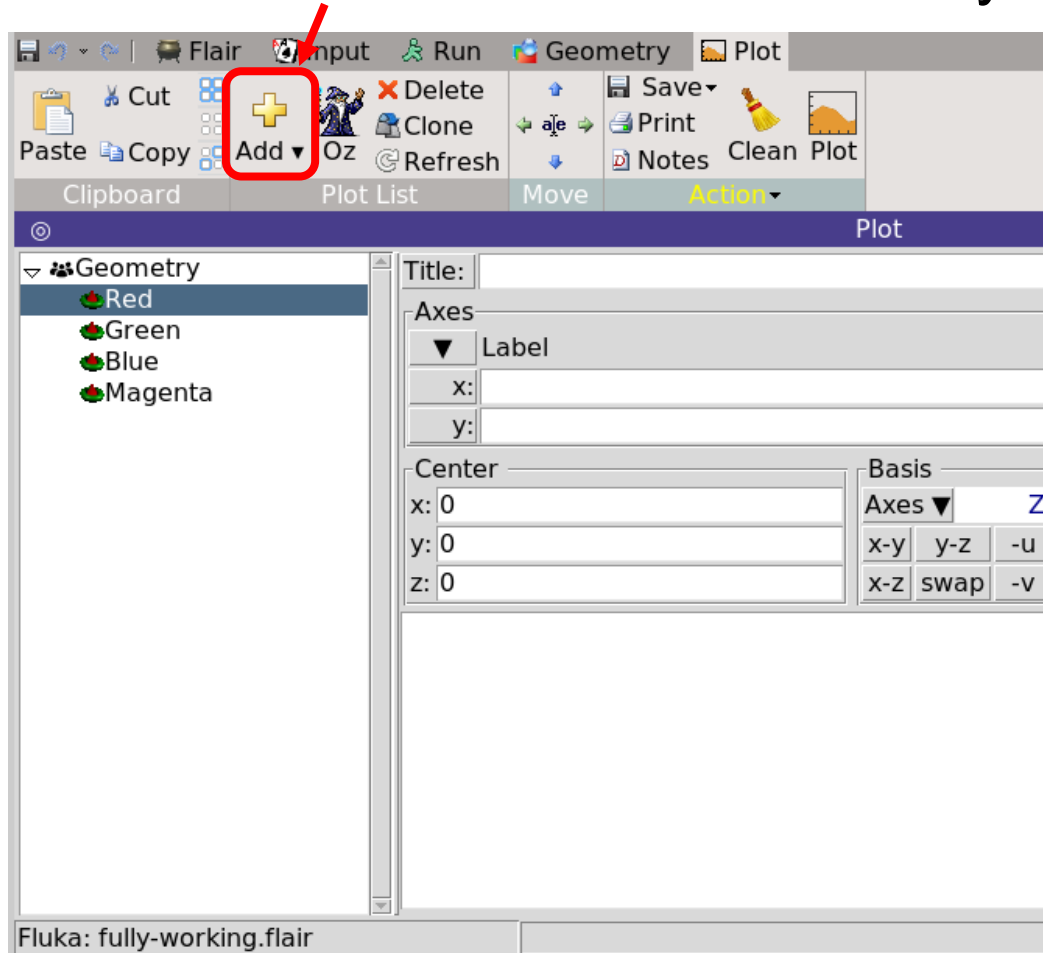 Flair Input Run Geometry Plot
Cut Delete Save
Clone aje Print
Paste Copy Add Oz Refresh Notes Clean Plot
Clipboard Plot List Move Action
Plot
Geometry
Red
Green
Blue
Magenta
Title:
Axes
Label
x:
y:
Center
x: 0
y: 0
z: 0
Basis
Axes Z
x-y y-z -u
x-z swap -v
Fluka: fully-working.flair